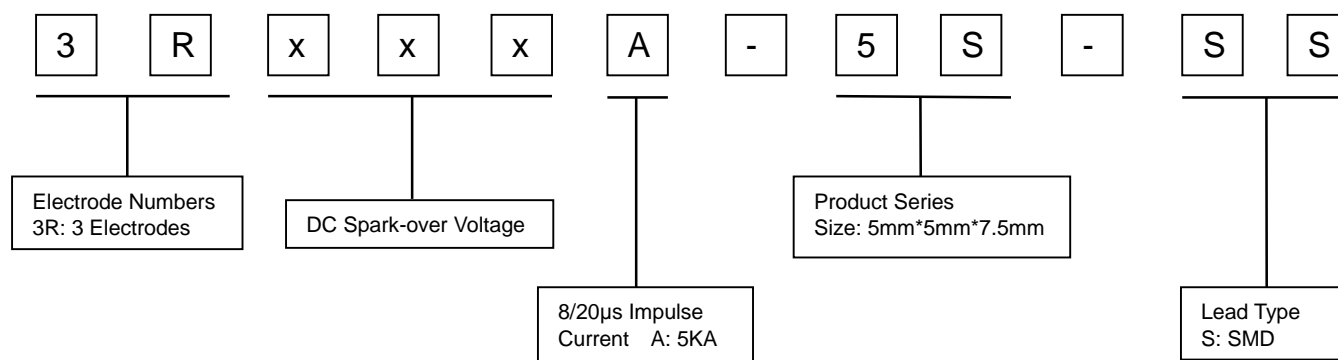 3 R x x x A - 5 S - S S
Electrode Numbers
3R: 3 Electrodes
DC Spark-over Voltage
Product Series
Size: 5mm*5mm*7.5mm
8/20μs Impulse
Current A: 5KA
Lead Type
S: SMD